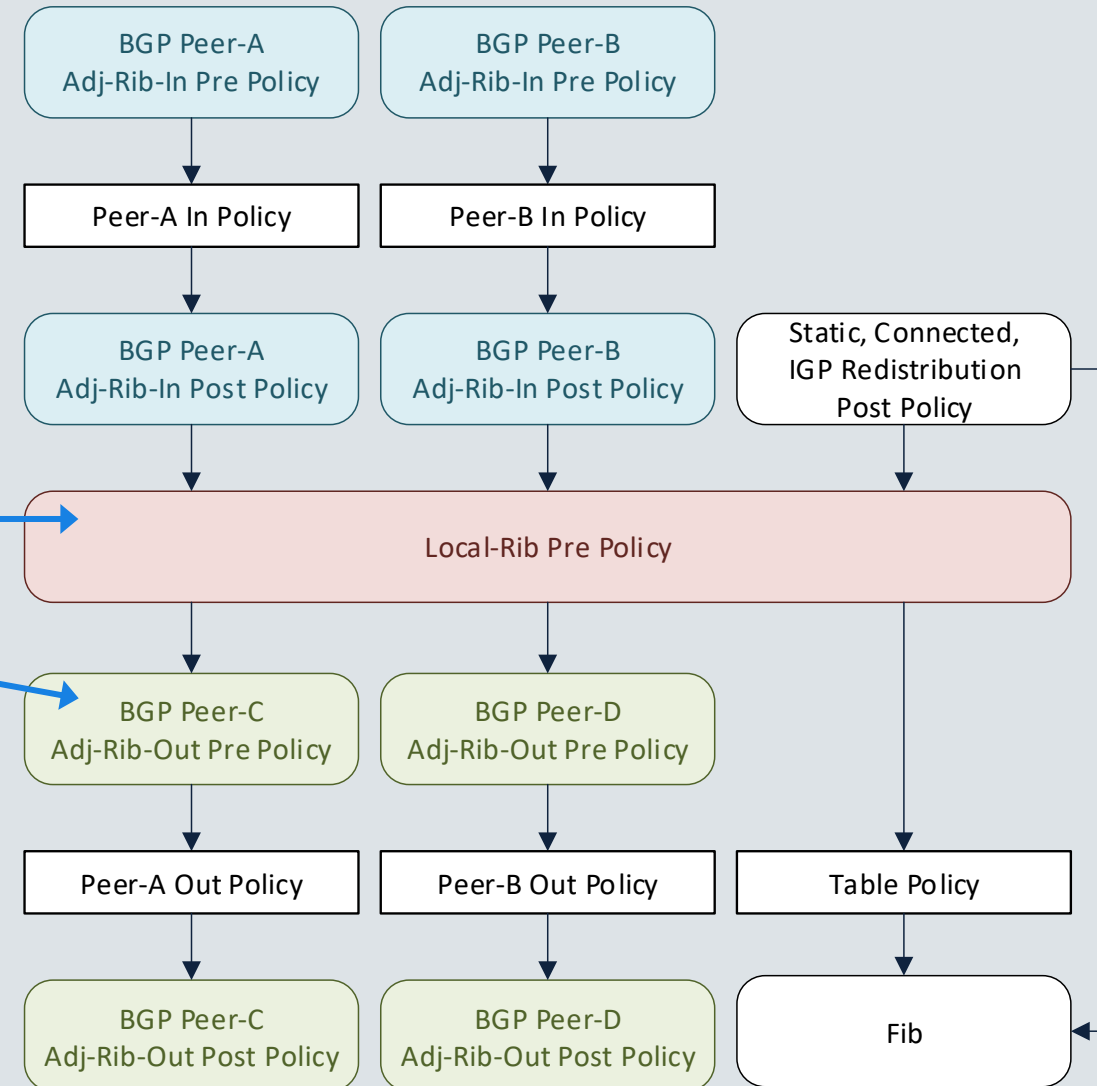 BGP Peer-A
Adj-Rib-In Pre Policy
BGP Peer-B
Adj-Rib-In Pre Policy
Peer-A In Policy
Peer-B In Policy
BGP Peer-A
Adj-Rib-In Post Policy
BGP Peer-B
Adj-Rib-In Post Policy
Static, Connected,
IGP Redistribution
Post Policy
Local-Rib Pre Policy
BGP Peer-C
Adj-Rib-Out Pre Policy
BGP Peer-D
Adj-Rib-Out Pre Policy
Peer-A Out Policy
Peer-B Out Policy
Table Policy
BGP Peer-C
Adj-Rib-Out Post Policy
BGP Peer-D
Adj-Rib-Out Post Policy
Fib